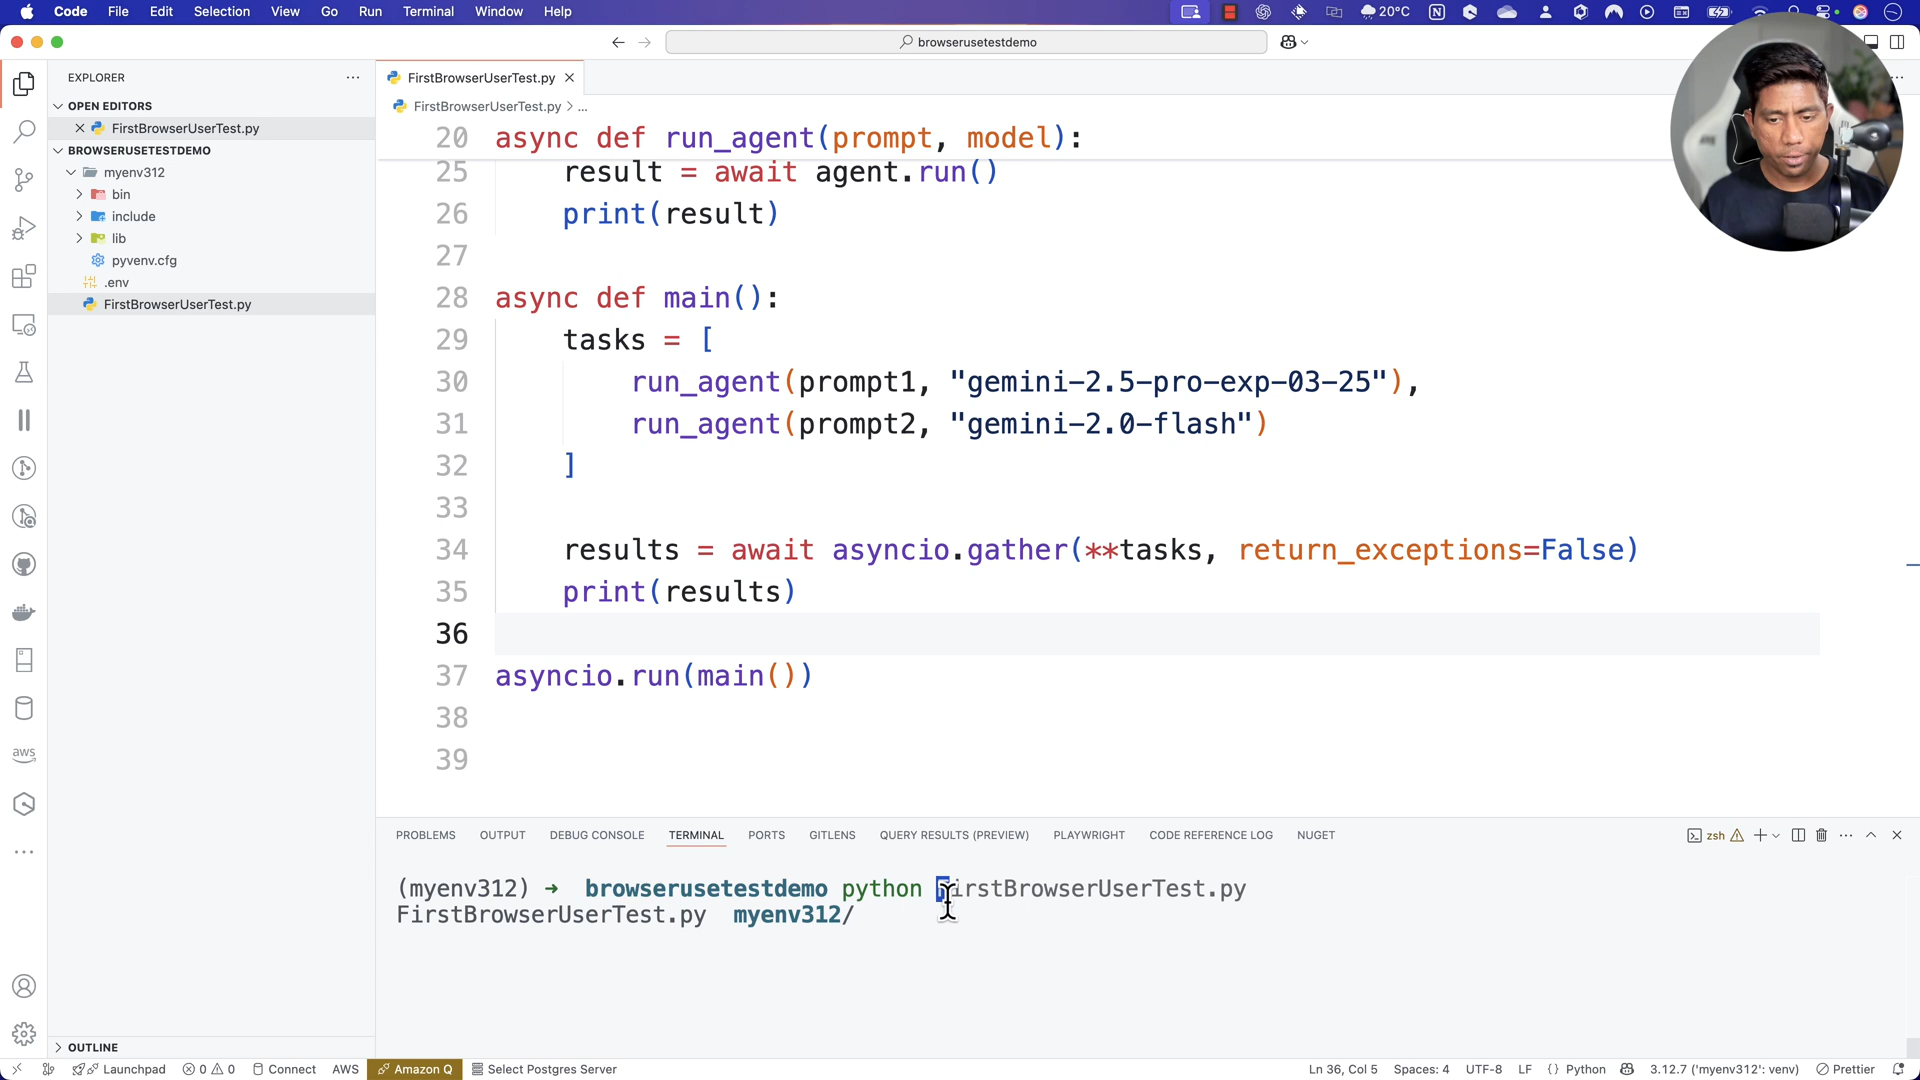 Code File Edit Selection View Go Run Terminal Window Help 20°C
browserusetestdemo
EXPLORER
OPEN EDITORS
FirstBrowserUserTest.py
BROWSERUSETESTDEMO
myenv312
bin
include
lib
pyvenv.cfg
.env
FirstBrowserUserTest.py
aws
OUTLINE
FirstBrowserUserTest.py
FirstBrowserUserTest.py > ...
20 async def run_agent(prompt, model):
25 result = await agent.run()
26 print(result)
27
28 async def main():
29 tasks = [
30 run_agent(prompt1, "gemini-2.5-pro-exp-03-25"),
31 run_agent(prompt2, "gemini-2.0-flash")
32 ]
33
34 results = await asyncio.gather(**tasks, return_exceptions=False)
35 print(results)
36
37 asyncio.run(main())
38
39
PROBLEMS OUTPUT DEBUG CONSOLE TERMINAL PORTS GITLENS QUERY RESULTS (PREVIEW) PLAYWRIGHT CODE REFERENCE LOG NUGET zsh
(myenv312) → browserusetestdemo python FirstBrowserUserTest.py
FirstBrowserUserTest.py myenv312/
Launchpad 0 0 Connect AWS Amazon Q Select Postgres Server Ln 36, Col 5 Spaces: 4 UTF-8 LF {} Python 3.12.7 ('myenv312': venv) Prettier